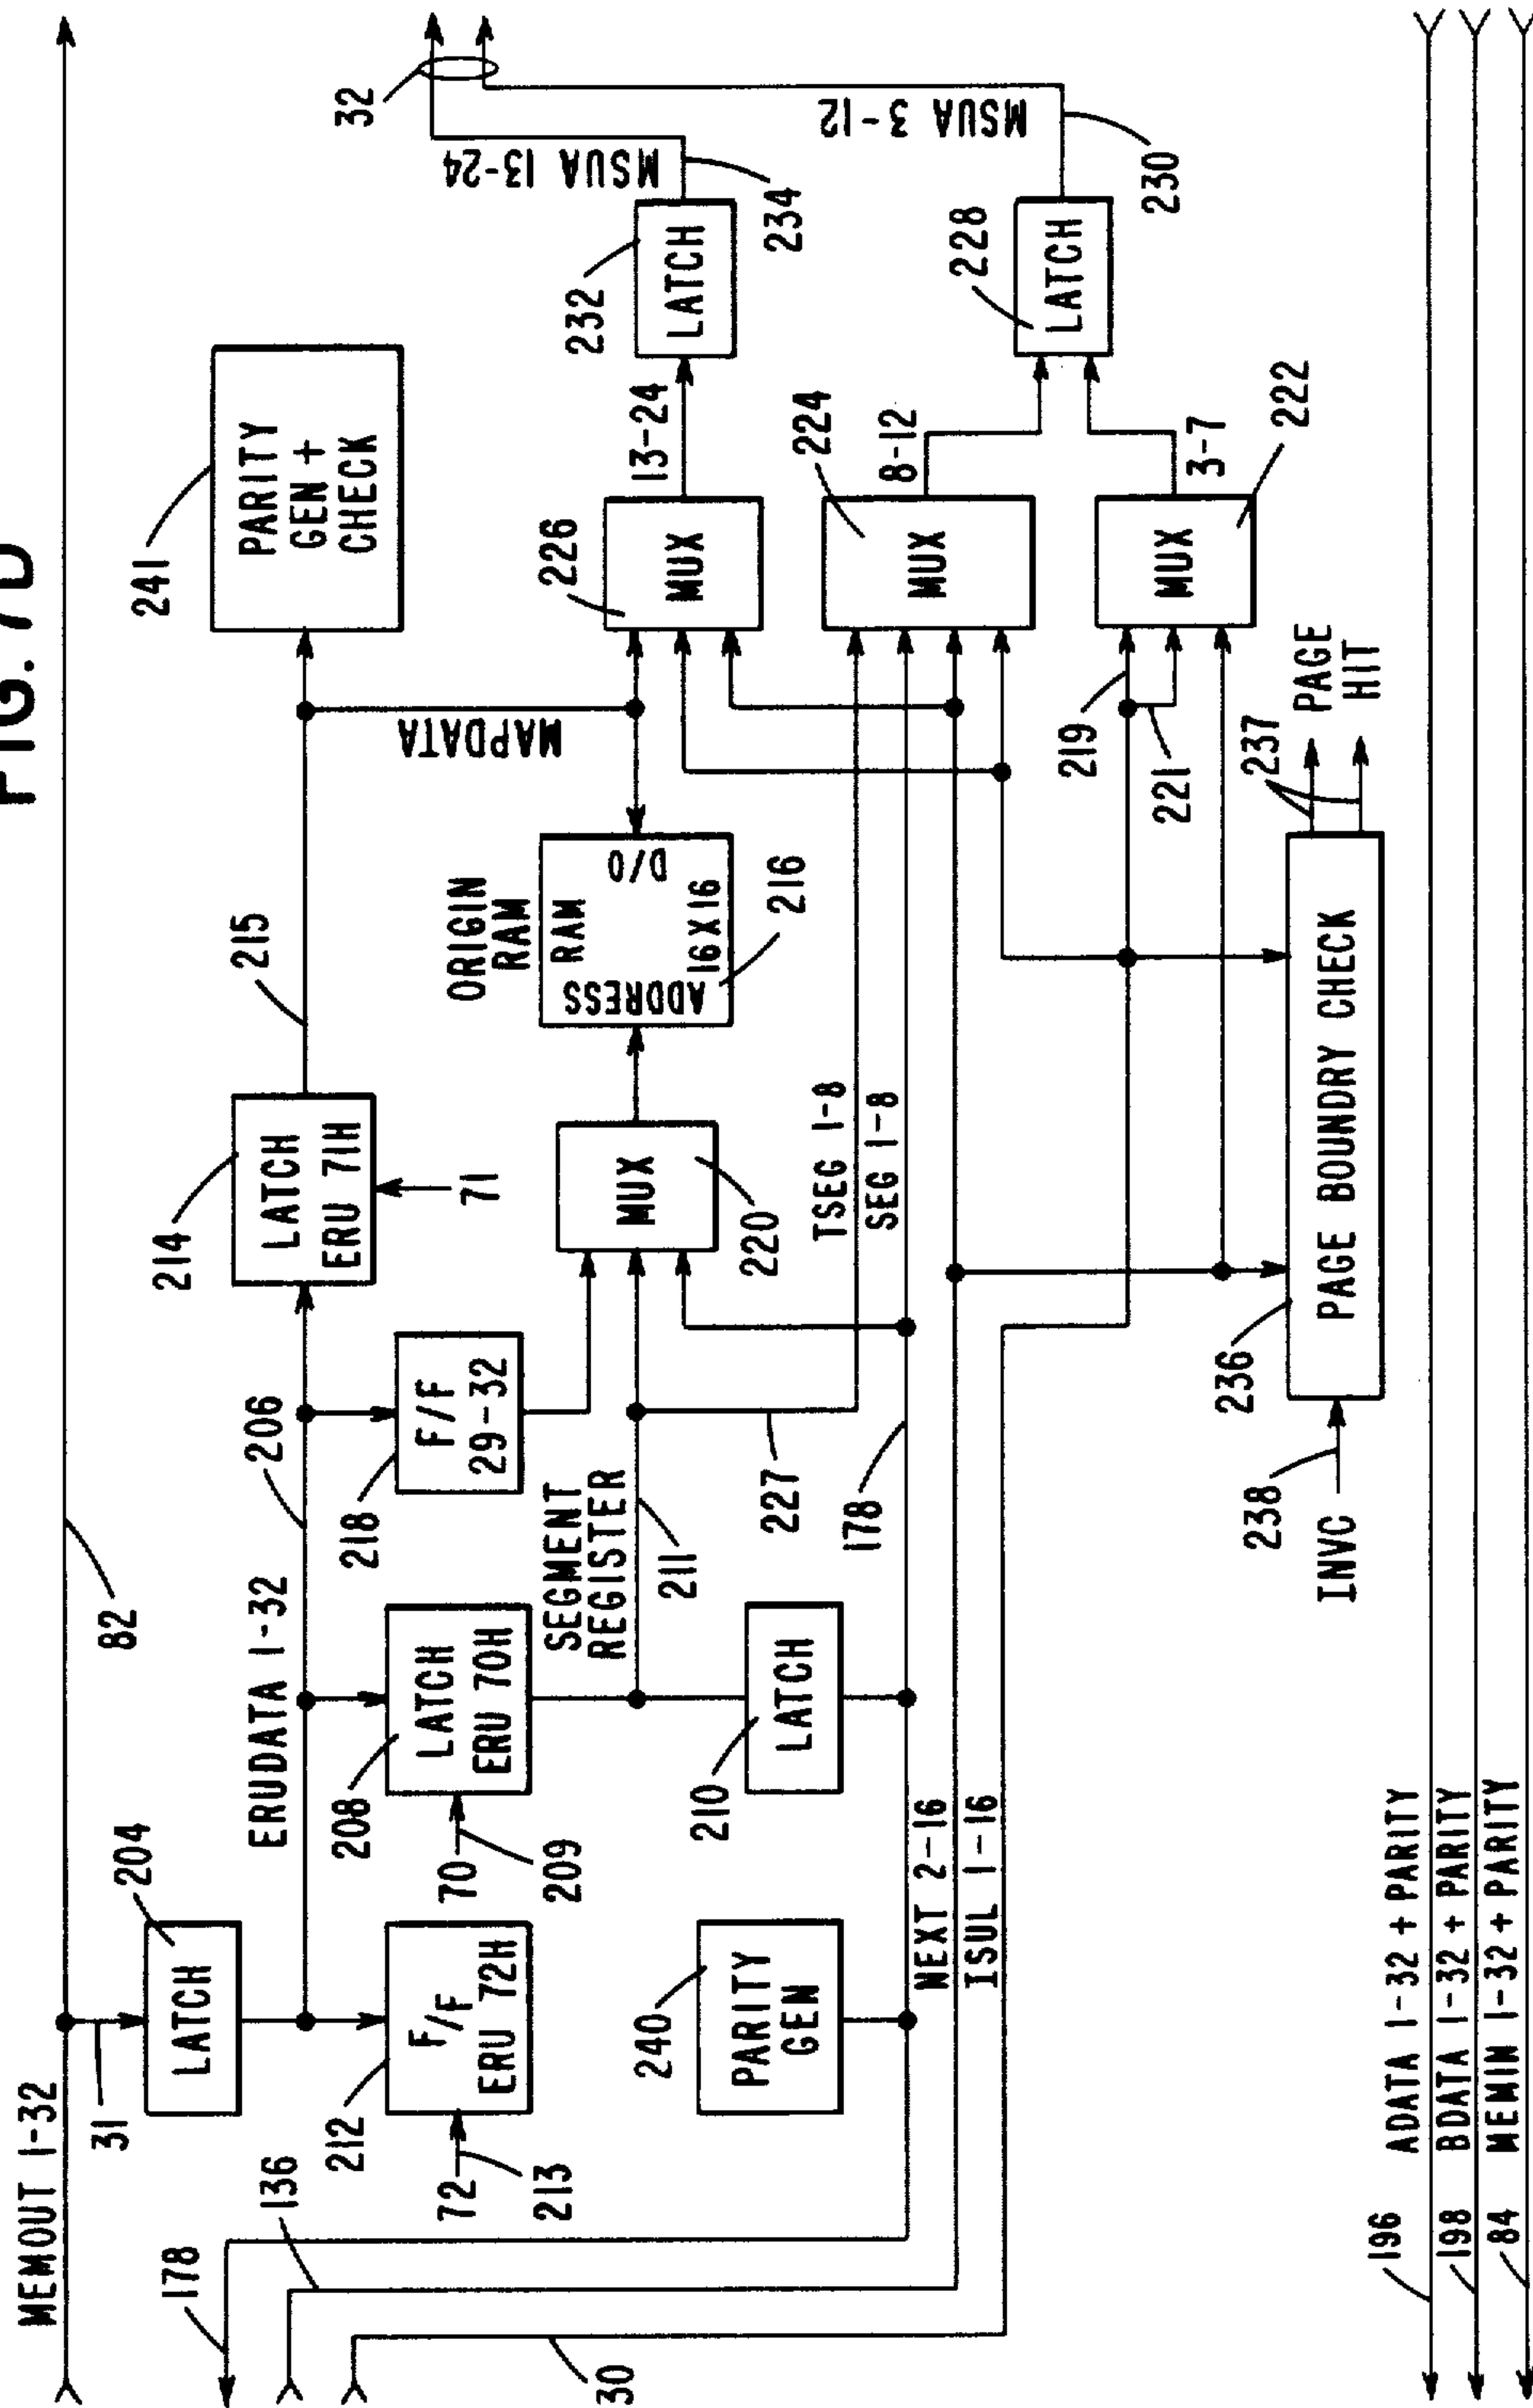 FIG.
MEMOUT 1-32
82
31
204
LATCH
178
136
30
ERUDATA 1-32
206
214
LATCH
ERU 71H
71
215
241
PARITY
GEN +
CHECK
32
212
F/F
ERU 72H
72
213
208
LATCH
ERU 70H
70
209
218
F/F
29-32
SEGMENT
REGISTER
211
MUX
220
ORIGIN
RAM
RAM
ADDRESS
D/O
16X16
216
MAPDATA
226
MUX
13-24
232
LATCH
234
MSUA 13-24
MSUA 3-12
240
PARITY
GEN
210
LATCH
227
178
TSEG 1-8
SEG 1-8
NEXT 2-16
ISUL 1-16
224
MUX
8-12
228
LATCH
230
219
221
MUX
3-7
222
236
PAGE BOUNDRY CHECK
237
PAGE
HIT
238
INVC
196
ADATA 1-32 + PARITY
198
BDATA 1-32 + PARITY
84
MEMIN 1-32 + PARITY